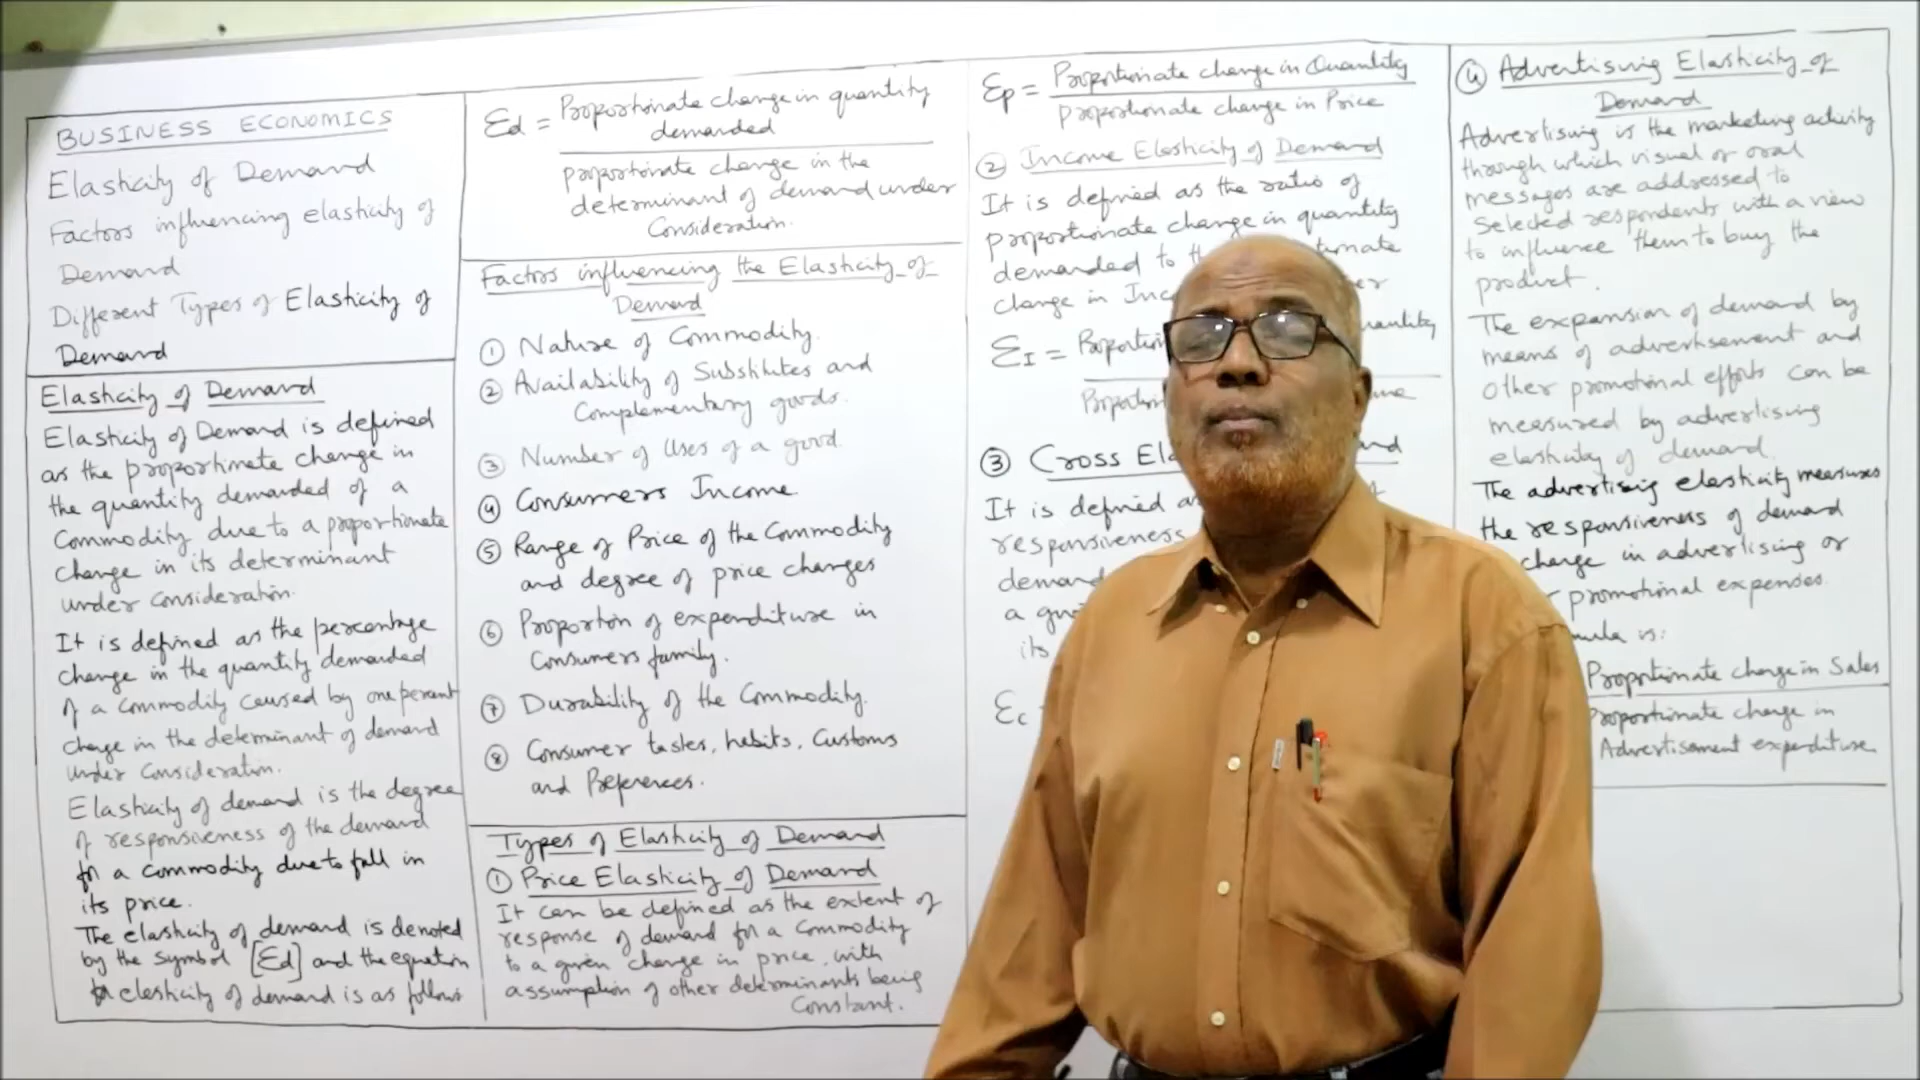 BUSINESS ECONOMICS
Elasticity of Demand
Factors influencing elasticity of
Demand
Different Types of Elasticity of
Demand
Elasticity of Demand
Elasticity of Demand is defined
as the proportionate change in
the quantity demanded of a
Commodity due to a proportionate
change in its determinant
under consideration.
It is defined as the percentage
change in the quantity demanded
of a commodity caused by one percent
change in the determinant of demand
under consideration.
Elasticity of demand is the degree
of responsiveness of the demand
for a commodity due to fall in
its price.
The elasticity of demand is denoted
by the symbol [Ed] and the equation
elasticity of demand is as follows
Ed = Proportionate change in quantity
demanded
proportionate change in the
determinant of demand under
Consideration.
Factors influencing the Elasticity of
Demand
① Nature of Commodity.
② Availability of Substitutes and
Complementary goods.
③ Number of Uses of a good.
④ Consumers Income
⑤ Range of Price of the Commodity
and degree of price changes
⑥ Proportion of expenditure in
Consumers family.
⑦ Durability of the Commodity.
⑧ Consumer tastes, habits, Customs
and Preferences.
Types of Elasticity of Demand
① Price Elasticity of Demand
It can be defined as the extent of
response of demand for a commodity
to a given change in price, with
assumption of other determinants being
Constant.
Ep = Proportionate change in Quantity
proportionate change in Price
② Income Elasticity of Demand
It is defined as the ratio of
proportionate change in quantity
demanded to
change in
EI =
③ Cross
It is defined
responsiveness
demand
a
its
Ec
④ Advertising Elasticity of
Demand
Advertising is the marketing activity
through which visual or oral
messages are addressed to
Selected respondents with a view
to influence them to buy the
product.
The expansion of demand by
means of advertisement and
other promotional efforts can be
measured by advertising
elasticity of demand.
The advertising elasticity measures
the responsiveness of demand
change in advertising or
promotional expenses.
is:
Proportionate change in Sales
Proportionate change in
Advertisement expenditure